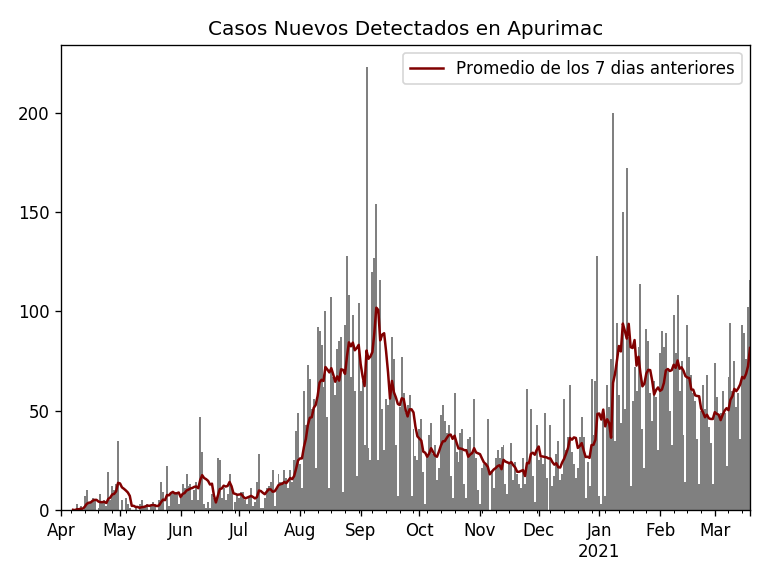 Casos Nuevos Detectados en Apurimac
Promedio de los 7 dias anteriores
200
150
100
50
0
Apr May Jun Jul Aug Sep Oct Nov Dec Jan Feb Mar
2021